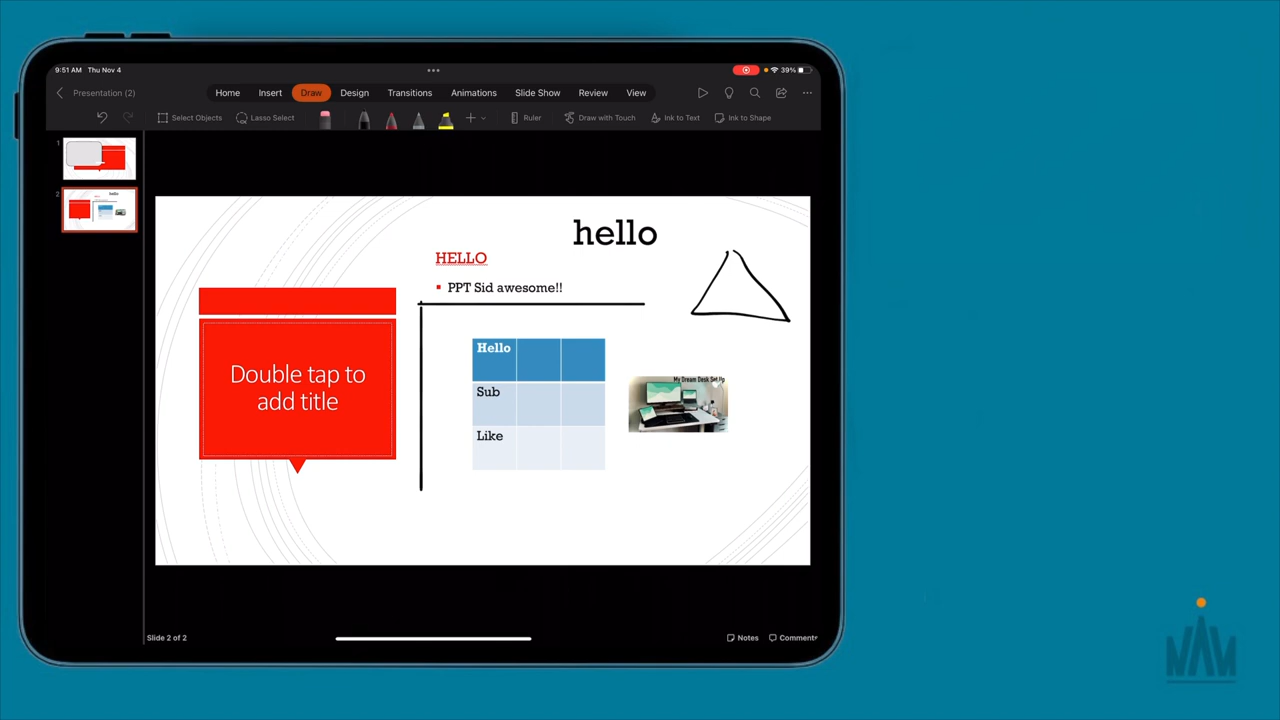 9:51 AM Thu Nov 4
39%
Presentation (2)
Home Insert Draw Design Transitions Animations Slide Show Review View
Select Objects Lasso Select Ruler Draw with Touch Ink to Text Ink to Shape
1
2
hello
hello
HELLO
PPT Sid awesome!!
Double tap to
add title
Hello
Sub
Like
My Dream Desk Set Up
Slide 2 of 2
Notes Comments